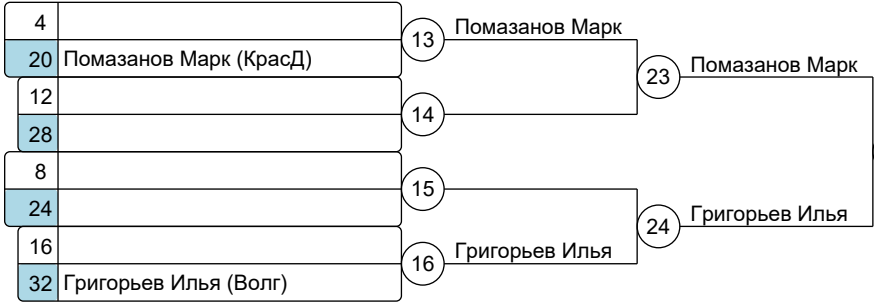 4
20 Помазанов Марк (КрасД)
13 Помазанов Марк
12
28
14
23 Помазанов Марк
8
24
15
16
32 Григорьев Илья (Волг)
16 Григорьев Илья
24 Григорьев Илья